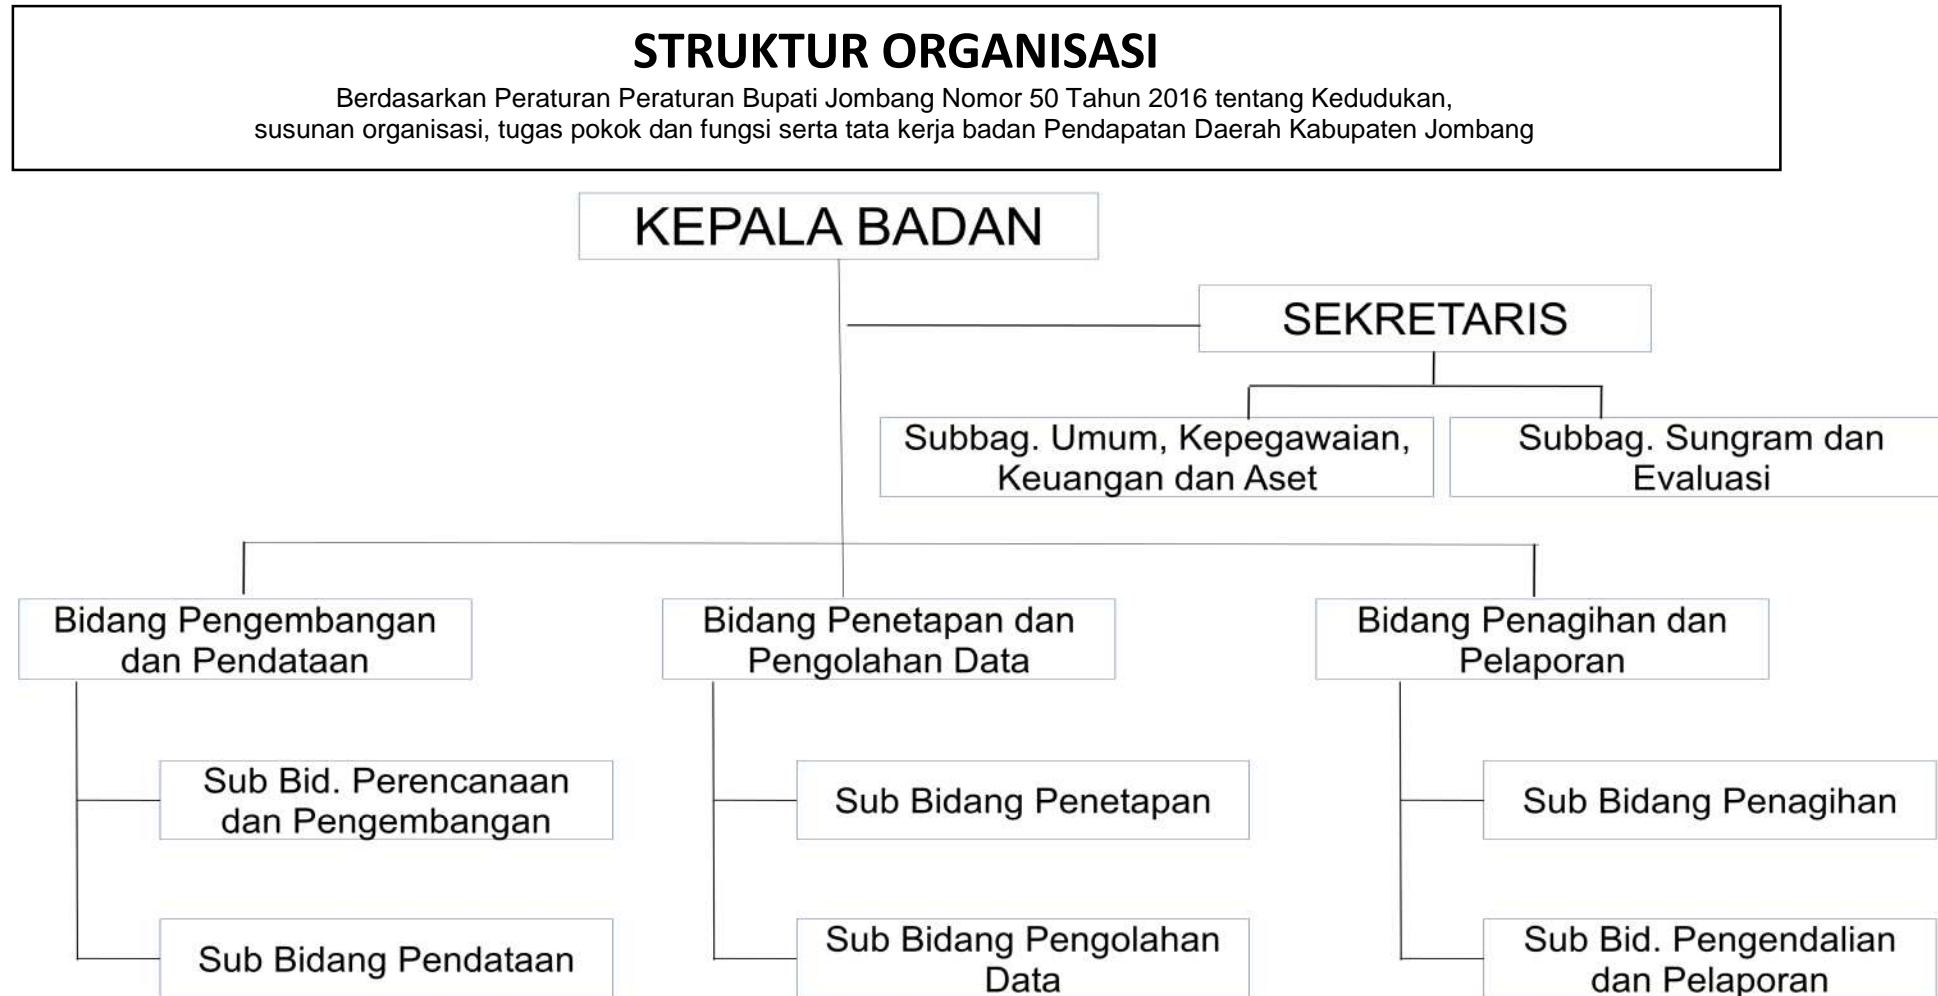 STRUKTUR ORGANISASI
Berdasarkan Peraturan Peraturan Bupati Jombang Nomor 50 Tahun 2016 tentang Kedudukan,
susunan organisasi, tugas pokok dan fungsi serta tata kerja badan Pendapatan Daerah Kabupaten Jombang
KEPALA BADAN
SEKRETARIS
Subbag. Umum, Kepegawaian,
Keuangan dan Aset
Subbag. Sungram dan
Evaluasi
Bidang Pengembangan
dan Pendataan
Bidang Penetapan dan
Pengolahan Data
Bidang Penagihan dan
Pelaporan
Sub Bid. Perencanaan
dan Pengembangan
Sub Bidang Penetapan
Sub Bidang Penagihan
Sub Bidang Pendataan
Sub Bidang Pengolahan
Data
Sub Bid. Pengendalian
dan Pelaporan